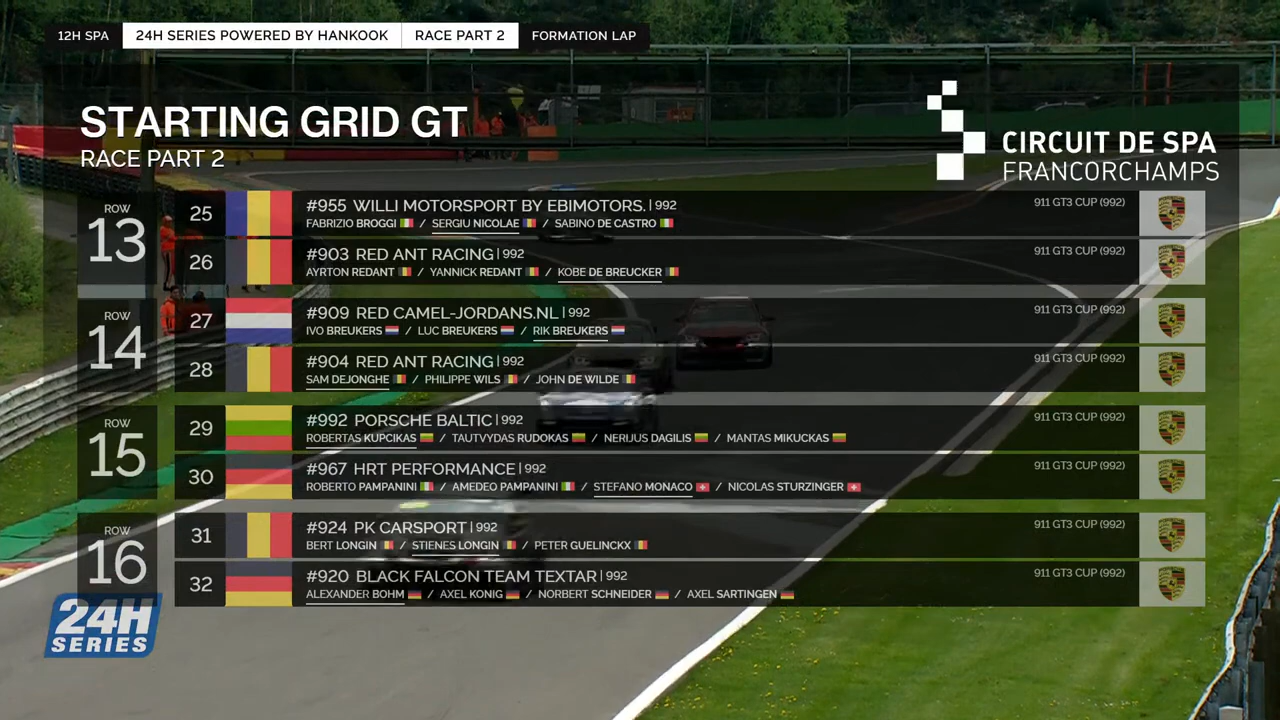 12H SPA 24H SERIES POWERED BY HANKOOK RACE PART 2 FORMATION LAP
STARTING GRID GT
RACE PART 2
CIRCUIT DE SPA
FRANCORCHAMPS
ROW
13
25
#955 WILLI MOTORSPORT BY EBIMOTORS. | 992
911 GT3 CUP (992)
FABRIZIO BROGGI / SERGIU NICOLAE / SABINO DE CASTRO
26
#903 RED ANT RACING | 992
911 GT3 CUP (992)
AYRTON REDANT / YANNICK REDANT / KOBE DE BREUCKER
ROW
14
27
#909 RED CAMEL-JORDANS.NL | 992
911 GT3 CUP (992)
IVO BREUKERS / LUC BREUKERS / RIK BREUKERS
28
#904 RED ANT RACING | 992
911 GT3 CUP (992)
SAM DEJONGHE / PHILIPPE WILS / JOHN DE WILDE
ROW
15
29
#992 PORSCHE BALTIC | 992
911 GT3 CUP (992)
ROBERTAS KUPCIKAS / TAUTVYDAS RUDOKAS / NERIJUS DAGILIS / MANTAS MIKUCKAS
30
#967 HRT PERFORMANCE | 992
911 GT3 CUP (992)
ROBERTO PAMPANINI / AMEDEO PAMPANINI / STEFANO MONACO / NICOLAS STURZINGER
ROW
16
31
#924 PK CARSPORT | 992
911 GT3 CUP (992)
BERT LONGIN / STIENES LONGIN / PETER GUELINCKX
32
#920 BLACK FALCON TEAM TEXTAR | 992
911 GT3 CUP (992)
ALEXANDER BOHM / AXEL KONIG / NORBERT SCHNEIDER / AXEL SARTINGEN
24H
SERIES